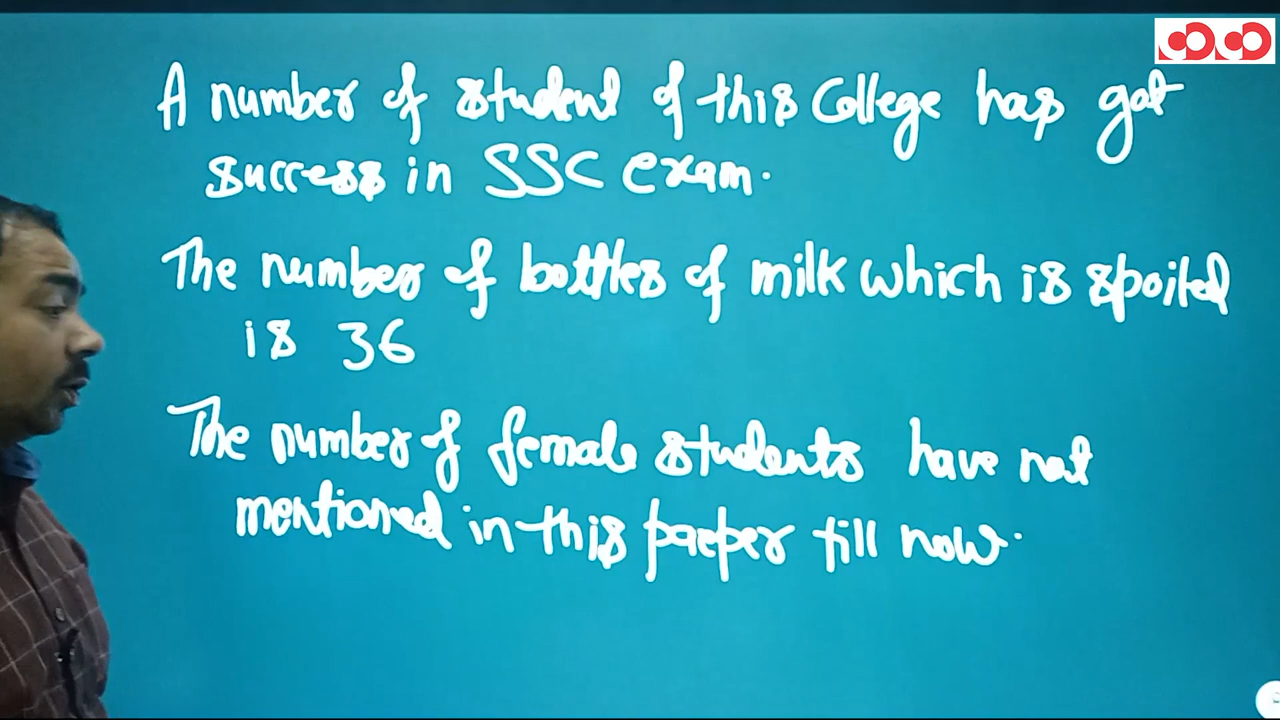 A number of student of this College has got
success in SSC exam.
The number of bottles of milk which is spoiled
is 36
The number of female students have not
mentioned in this paeper till now.